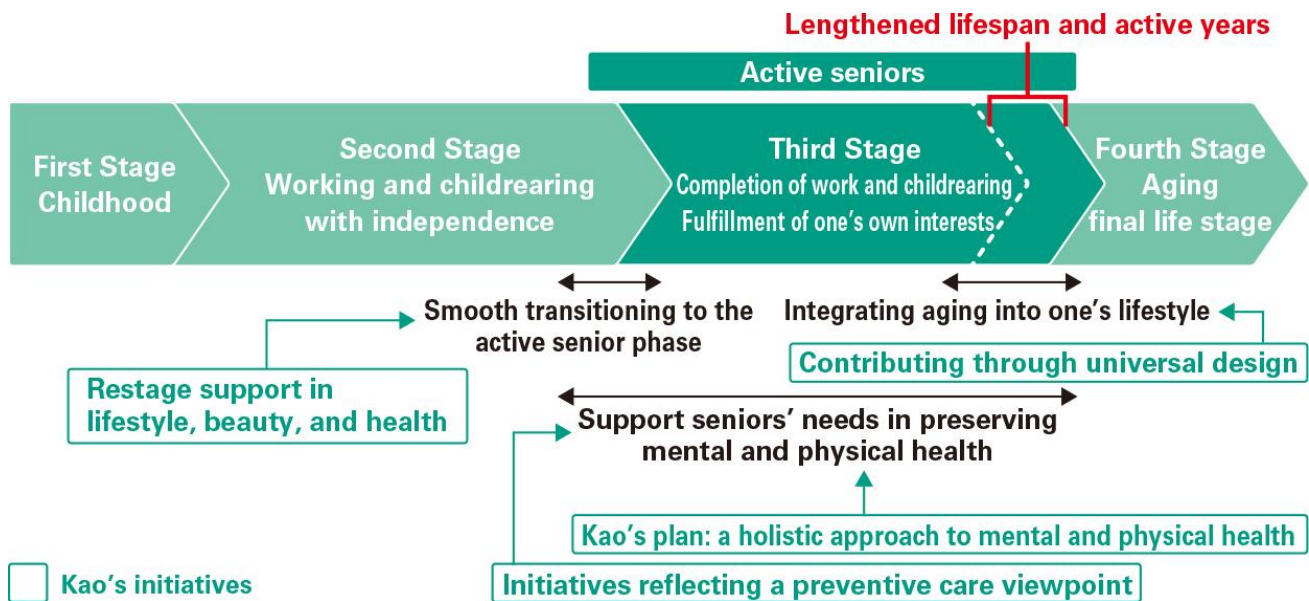 Lengthened lifespan and active years
Active seniors
First Stage
Childhood
Second Stage
Working and childrearing
with independence
Third Stage
Completion of work and childrearing
Fulfillment of one’s own interests
Fourth Stage
Aging
final life stage
Smooth transitioning to the
active senior phase
Integrating aging into one’s lifestyle
Restage support in
lifestyle, beauty, and health
Contributing through universal design
Support seniors’ needs in preserving
mental and physical health
Kao’s plan: a holistic approach to mental and physical health
Initiatives reflecting a preventive care viewpoint
Kao’s initiatives